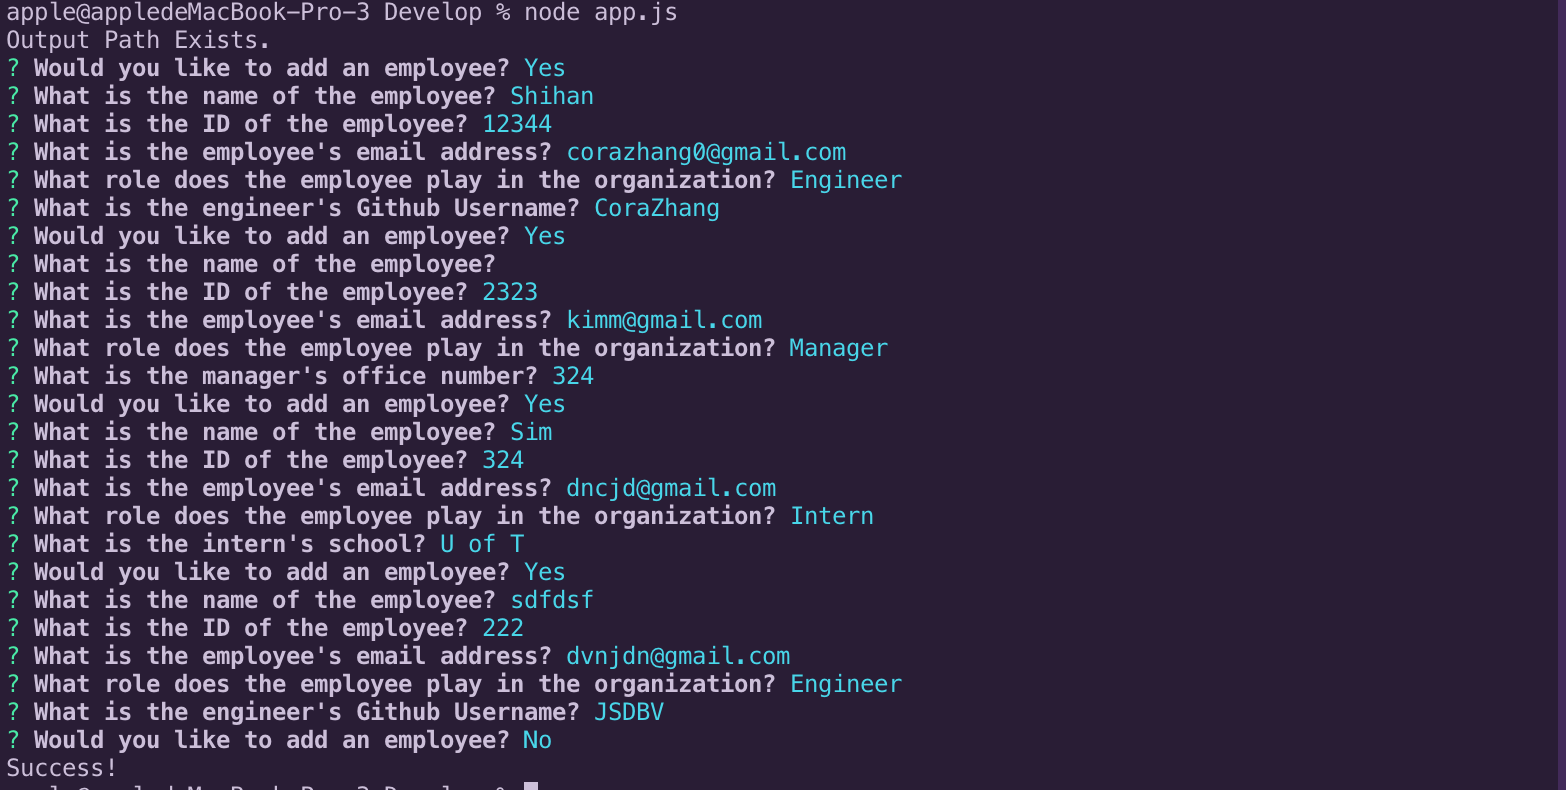 apple@appledeMacBook-Pro-3 Develop % node app.js
Output Path Exists.
? Would you like to add an employee? Yes
? What is the name of the employee? Shihan
? What is the ID of the employee? 12344
? What is the employee's email address? corazhang0@gmail.com
? What role does the employee play in the organization? Engineer
? What is the engineer's Github Username? CoraZhang
? Would you like to add an employee? Yes
? What is the name of the employee?
? What is the ID of the employee? 2323
? What is the employee's email address? kimm@gmail.com
? What role does the employee play in the organization? Manager
? What is the manager's office number? 324
? Would you like to add an employee? Yes
? What is the name of the employee? Sim
? What is the ID of the employee? 324
? What is the employee's email address? dncjd@gmail.com
? What role does the employee play in the organization? Intern
? What is the intern's school? U of T
? Would you like to add an employee? Yes
? What is the name of the employee? sdfdsf
? What is the ID of the employee? 222
? What is the employee's email address? dvnjdn@gmail.com
? What role does the employee play in the organization? Engineer
? What is the engineer's Github Username? JSDBV
? Would you like to add an employee? No
Success!